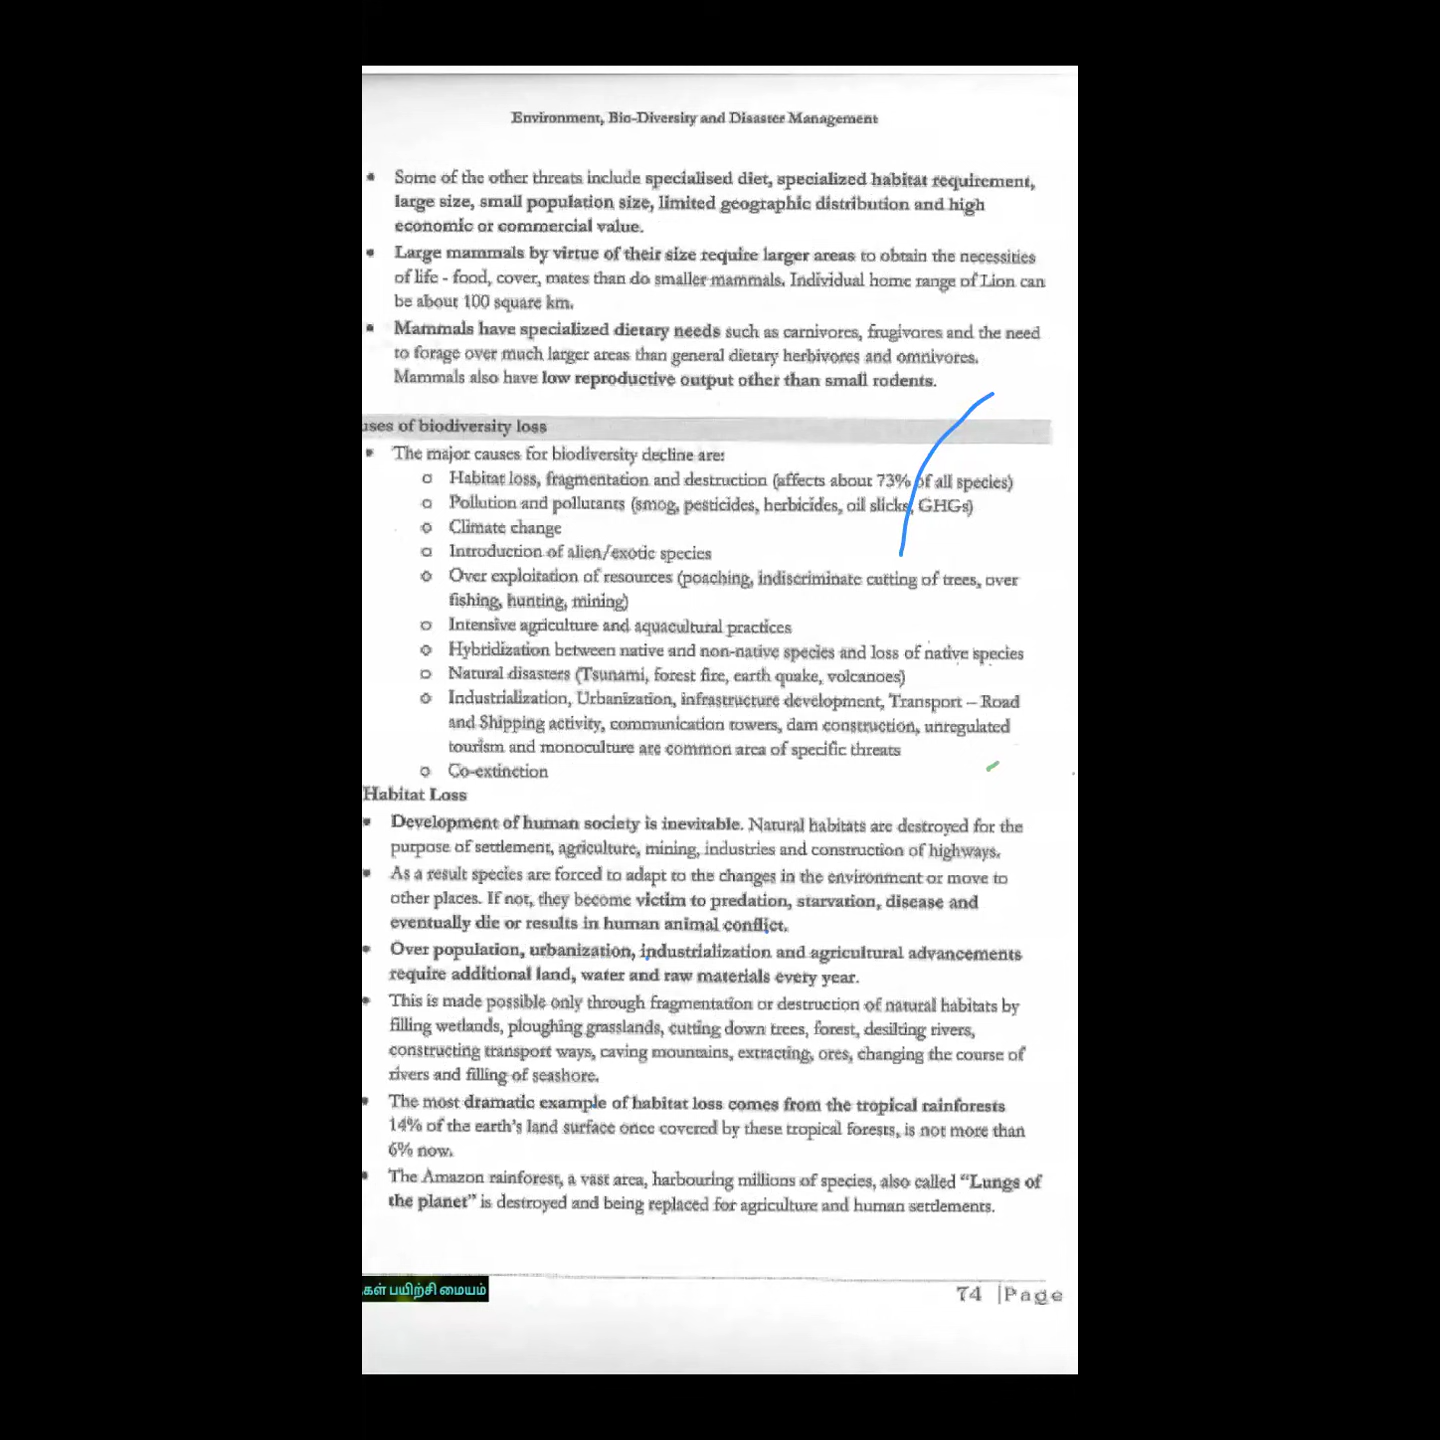 Environment, Bio-Diversity and Disaster Management
▪ Some of the other threats include specialised diet, specialized habitat requirement,
large size, small population size, limited geographic distribution and high
economic or commercial value.
▪ Large mammals by virtue of their size require larger areas to obtain the necessities
of life - food, cover, mates than do smaller mammals. Individual home range of Lion can
be about 100 square km.
▪ Mammals have specialized dietary needs such as carnivores, frugivores and the need
to forage over much larger areas than general dietary herbivores and omnivores.
Mammals also have low reproductive output other than small rodents.
uses of biodiversity loss
▪ The major causes for biodiversity decline are:
o Habitat loss, fragmentation and destruction (affects about 73% of all species)
o Pollution and pollutants (smog, pesticides, herbicides, oil slicks, GHGs)
o Climate change
o Introduction of alien/exotic species
o Over exploitation of resources (poaching, indiscriminate cutting of trees, over
fishing, hunting, mining)
o Intensive agriculture and aquacultural practices
o Hybridization between native and non-native species and loss of native species
o Natural disasters (Tsunami, forest fire, earth quake, volcanoes)
o Industrialization, Urbanization, infrastructure development, Transport – Road
and Shipping activity, communication towers, dam construction, unregulated
tourism and monoculture are common area of specific threats
o Co-extinction
Habitat Loss
▪ Development of human society is inevitable. Natural habitats are destroyed for the
purpose of settlement, agriculture, mining, industries and construction of highways.
▪ As a result species are forced to adapt to the changes in the environment or move to
other places. If not, they become victim to predation, starvation, disease and
eventually die or results in human animal conflict.
▪ Over population, urbanization, industrialization and agricultural advancements
require additional land, water and raw materials every year.
▪ This is made possible only through fragmentation or destruction of natural habitats by
filling wetlands, ploughing grasslands, cutting down trees, forest, desilting rivers,
constructing transport ways, caving mountains, extracting, ores, changing the course of
rivers and filling of seashore.
▪ The most dramatic example of habitat loss comes from the tropical rainforests
14% of the earth's land surface once covered by these tropical forests, is not more than
6% now.
▪ The Amazon rainforest, a vast area, harbouring millions of species, also called "Lungs of
the planet" is destroyed and being replaced for agriculture and human settlements.
கள் பயிற்சி மையம்
74 |Page